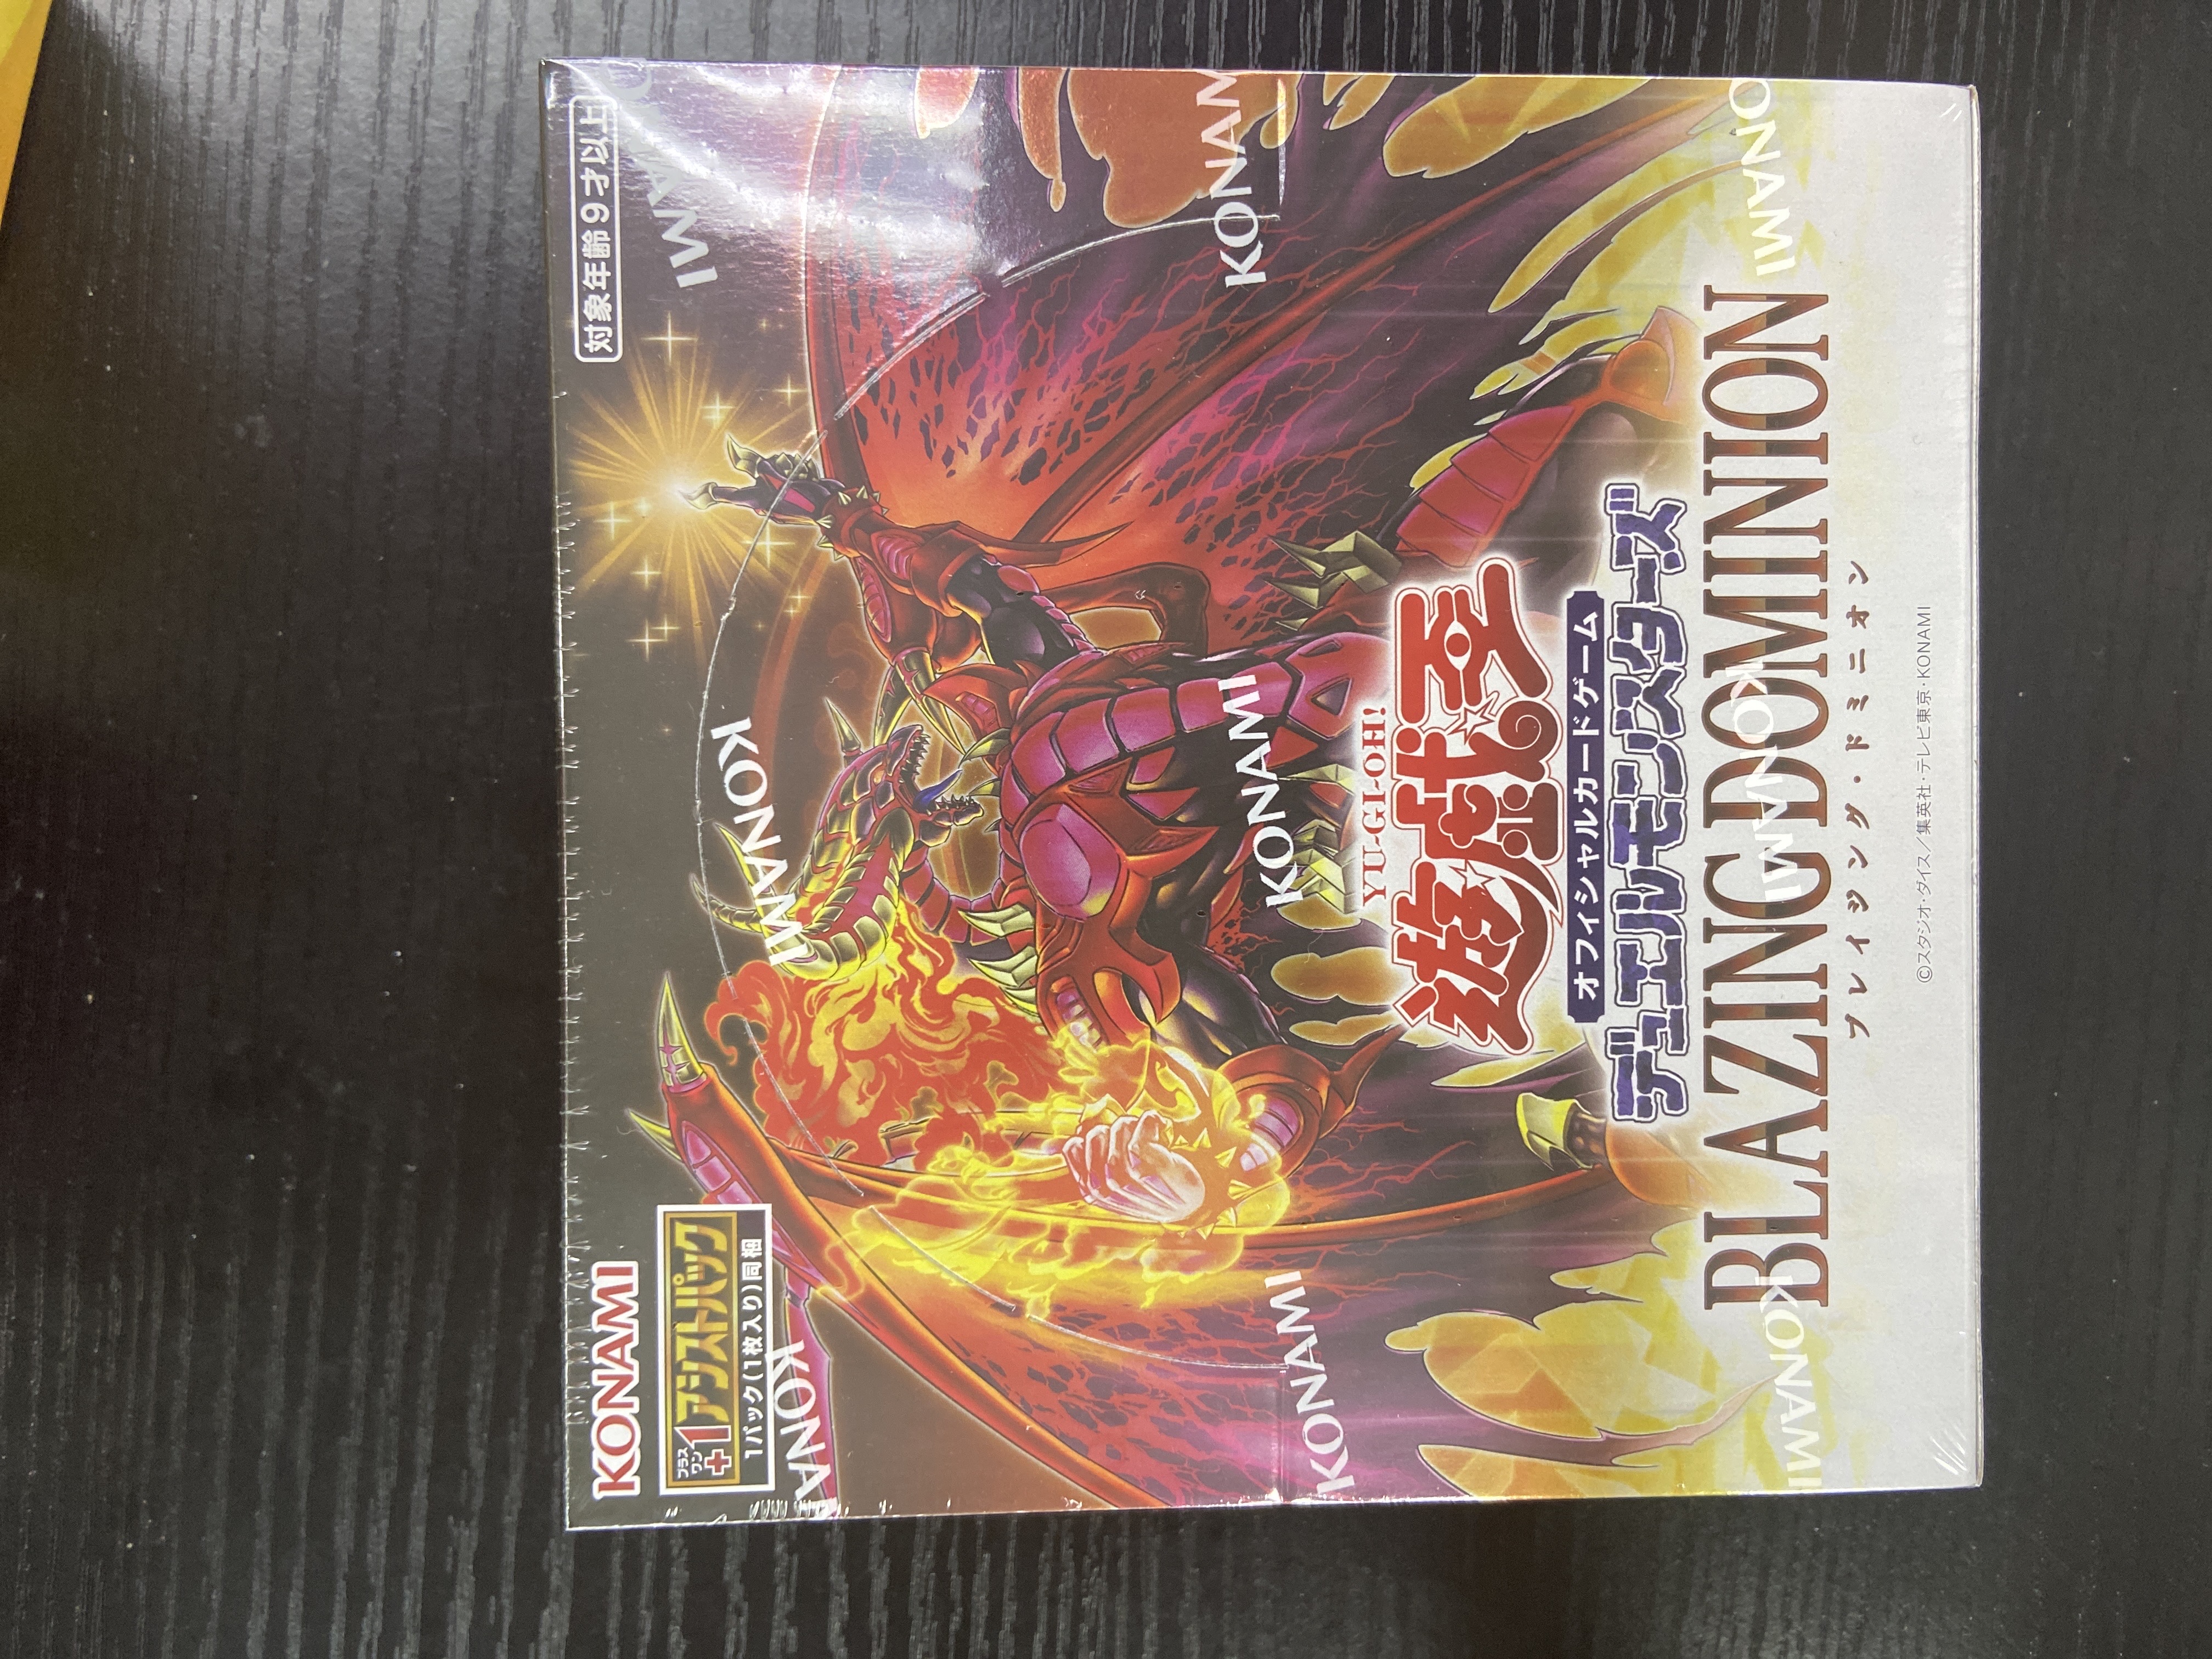 KONAMI
対象年齢9才以上
プラスワン
+1アシストパック
1パック(1枚入り)同梱
KONAMI
KONAMI
KONAMI
KONAMI
KONAMI
KONAMI
YU-GI-OH!
遊戯王
オフィシャルカードゲーム
デュエルモンスターズ
KONAMI
KONAMI
KONAMI
BLAZING DOMINION
ブレイジング・ドミニオン
©スタジオ・ダイス/集英社・テレビ東京・KONAMI